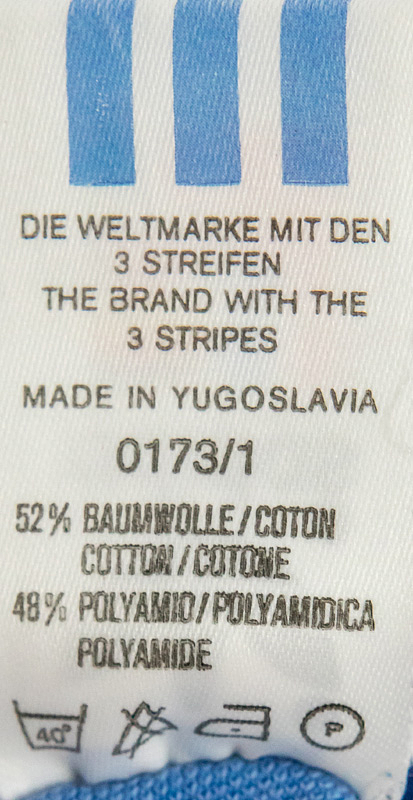 DIE WELTMARKE MIT DEN
3 STREIFEN
THE BRAND WITH THE
3 STRIPES
MADE IN YUGOSLAVIA
0173/1
52% BAUMWOLLE/COTON
COTTON/COTONE
48% POLYAMID/POLYAMIDICA
POLYAMIDE
40° P